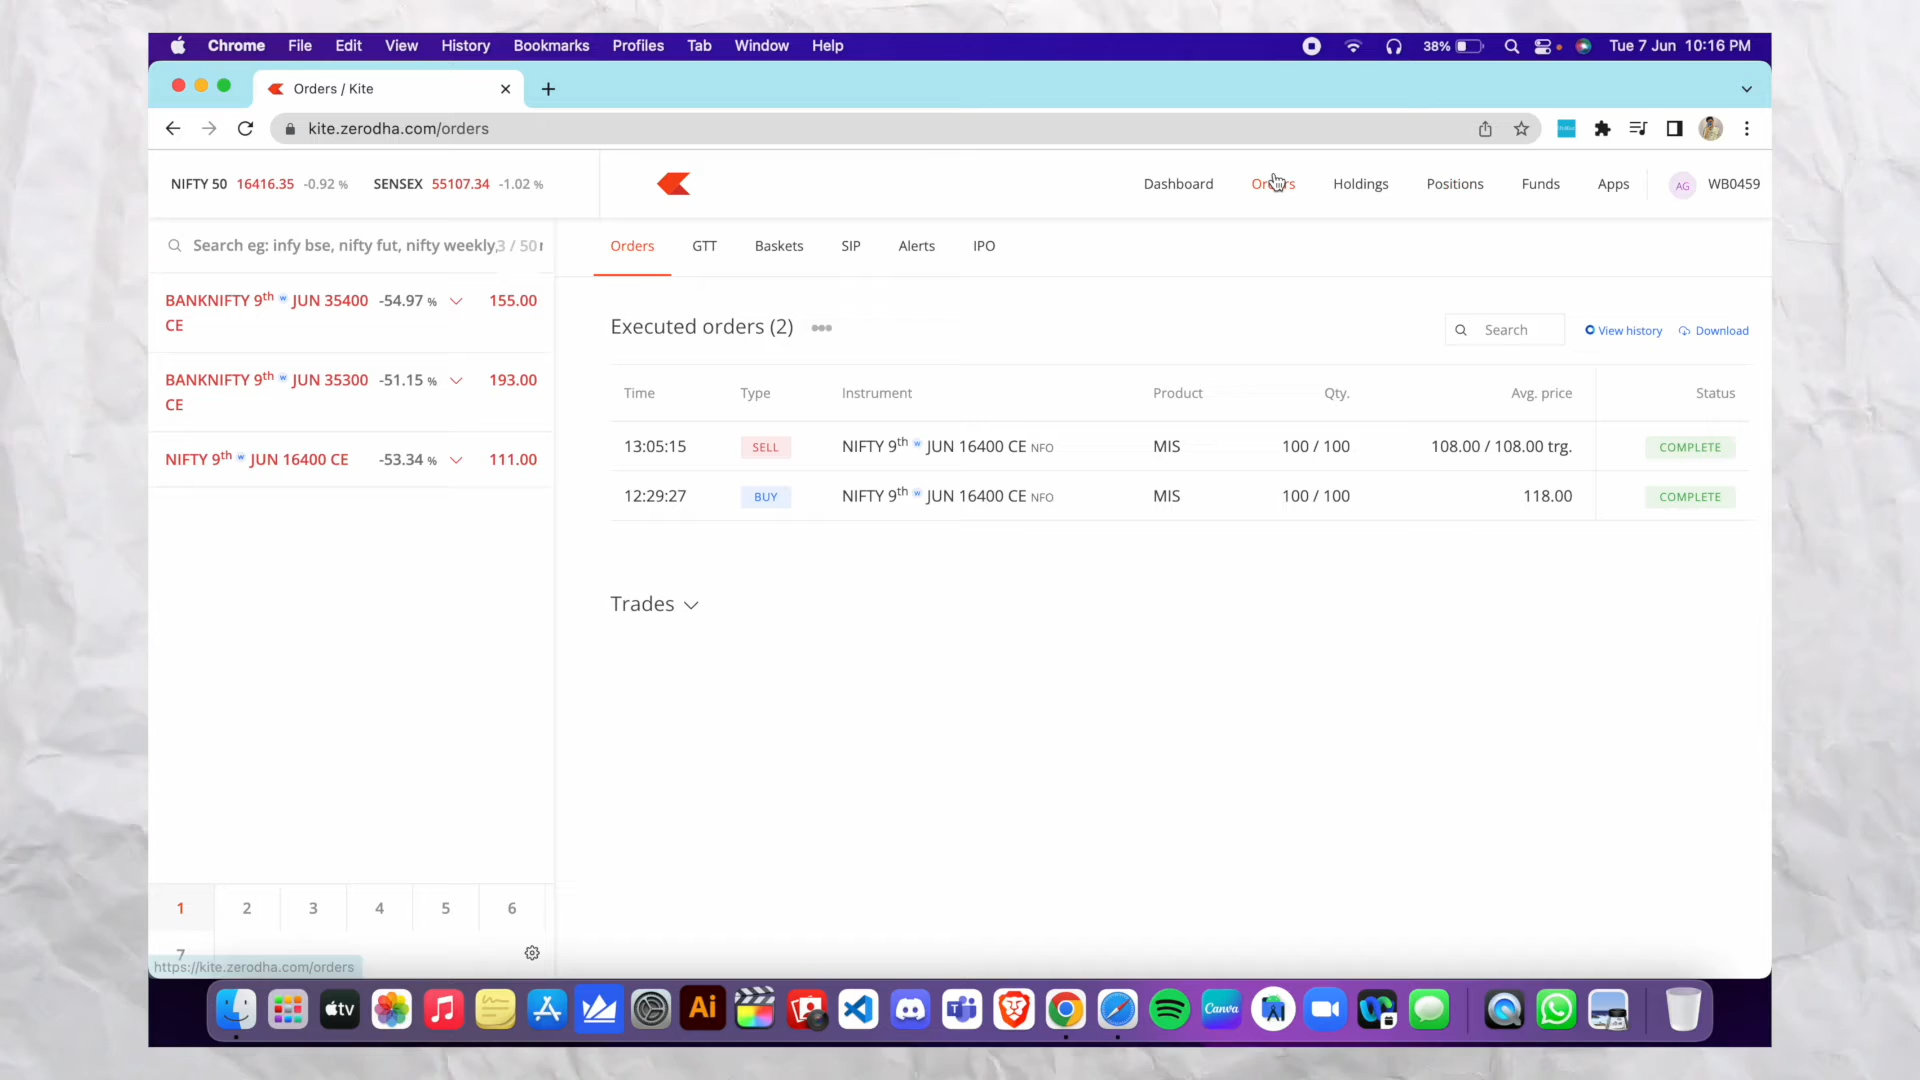 Chrome File Edit View History Bookmarks Profiles Tab Window Help 38% Tue 7 Jun 10:16 PM
Orders / Kite
kite.zerodha.com/orders
NIFTY 50 16416.35 -0.92 % SENSEX 55107.34 -1.02 % Dashboard Orders Holdings Positions Funds Apps AG WB0459
Search eg: infy bse, nifty fut, nifty weekly, 3 / 50 Orders GTT Baskets SIP Alerts IPO
BANKNIFTY 9th w JUN 35400 CE -54.97 % 155.00
BANKNIFTY 9th w JUN 35300 CE -51.15 % 193.00
NIFTY 9th w JUN 16400 CE -53.34 % 111.00
Executed orders (2) Search View history Download
Time Type Instrument Product Qty. Avg. price Status
13:05:15 SELL NIFTY 9th w JUN 16400 CE NFO MIS 100 / 100 108.00 / 108.00 trg. COMPLETE
12:29:27 BUY NIFTY 9th w JUN 16400 CE NFO MIS 100 / 100 118.00 COMPLETE
Trades
1 2 3 4 5 6
7
https://kite.zerodha.com/orders
tv Ai Canva